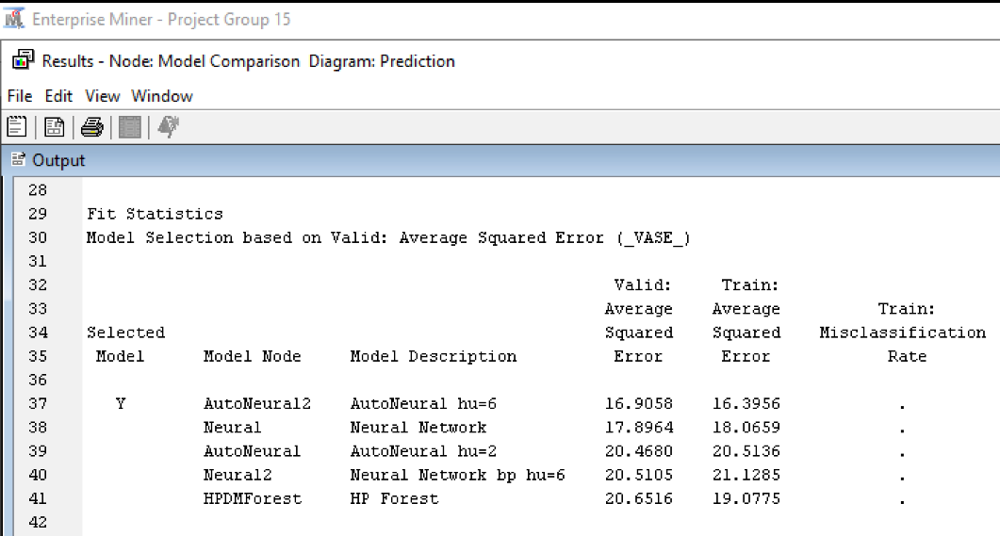 Enterprise Miner - Project Group 15
Results - Node: Model Comparison Diagram: Prediction
File Edit View Window
Output
28
29 Fit Statistics
30 Model Selection based on Valid: Average Squared Error (_VASE_)
31
32 Valid: Train:
33 Average Average Train:
34 Selected Squared Squared Misclassification
35 Model Model Node Model Description Error Error Rate
36
37 Y AutoNeural2 AutoNeural hu=6 16.9058 16.3956 .
38 Neural Neural Network 17.8964 18.0659 .
39 AutoNeural AutoNeural hu=2 20.4680 20.5136 .
40 Neural2 Neural Network bp hu=6 20.5105 21.1285 .
41 HPDMForest HP Forest 20.6516 19.0775 .
42